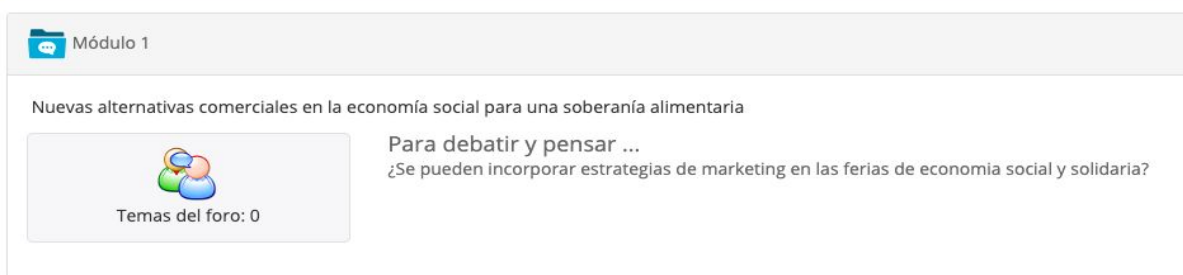 Módulo 1
Nuevas alternativas comerciales en la economía social para una soberanía alimentaria
Para debatir y pensar ...
¿Se pueden incorporar estrategias de marketing en las ferias de economia social y solidaria?
Temas del foro: 0